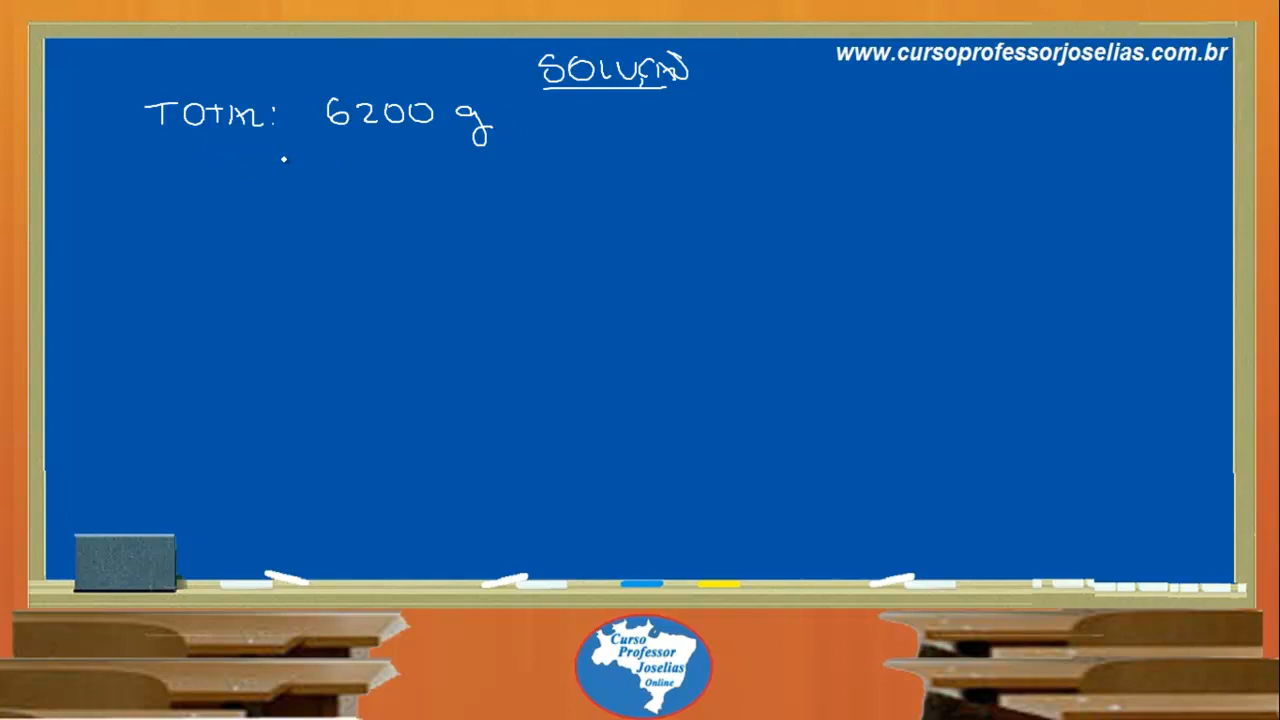 www.cursoprofessorjoselias.com.br
SOLUÇÃO
TOTAL: 6200 g
Curso
Professor
Joselias
Online